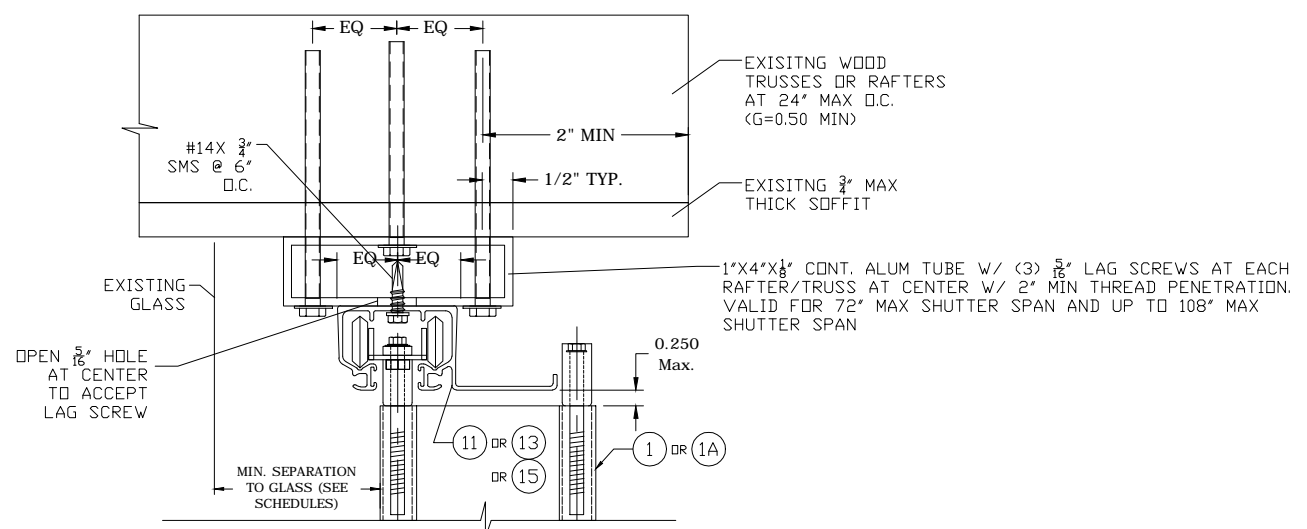 EQ EQ
EXISITNG WOOD
TRUSSES OR RAFTERS
AT 24" MAX O.C.
(G=0.50 MIN)
2" MIN
#14X 3/4"
SMS @ 6"
O.C.
1/2" TYP.
EXISITNG 3/4" MAX
THICK SOFFIT
EQ EQ
EXISTING
GLASS
1"X4"X1/8" CONT. ALUM TUBE W/ (3) 5/16" LAG SCREWS AT EACH
RAFTER/TRUSS AT CENTER W/ 2" MIN THREAD PENETRATION.
VALID FOR 72" MAX SHUTTER SPAN AND UP TO 108" MAX
SHUTTER SPAN
OPEN 5/16" HOLE
AT CENTER
TO ACCEPT
LAG SCREW
0.250
Max.
11 OR 13
OR 15
1 OR 1A
MIN. SEPARATION
TO GLASS (SEE
SCHEDULES)